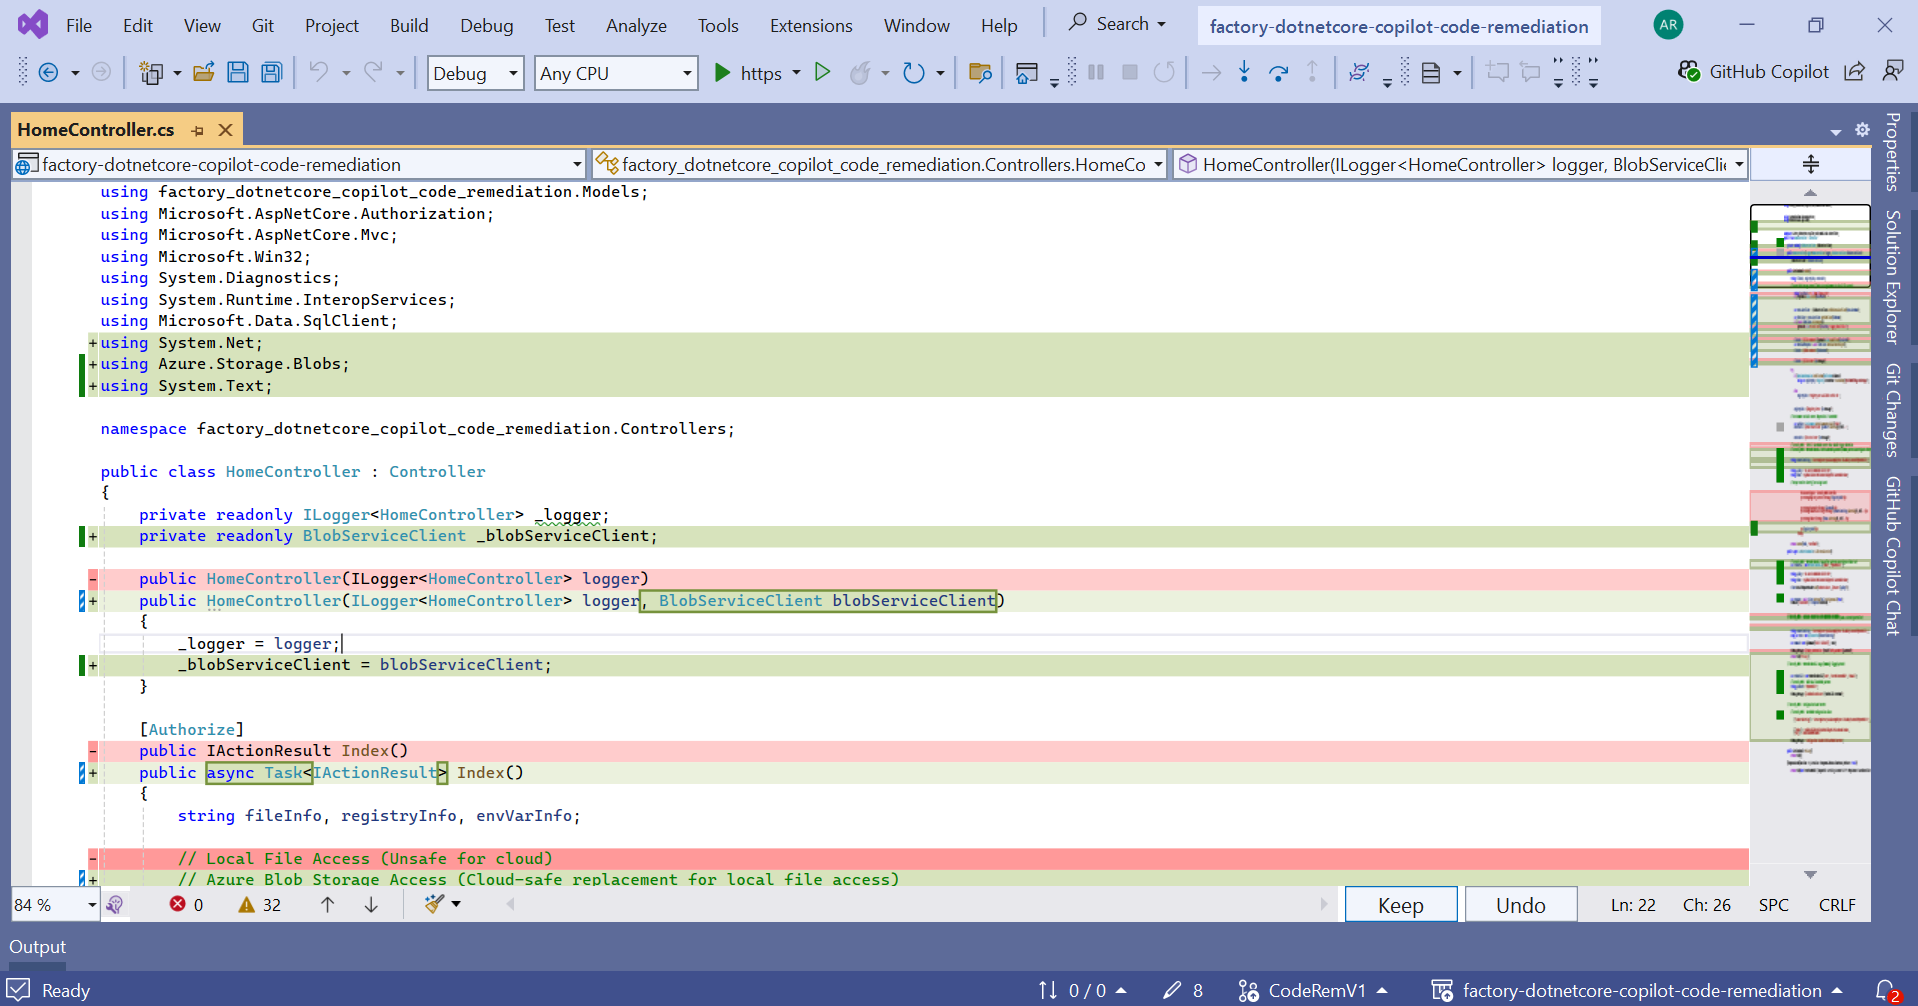 File Edit View Git Project Build Debug Test Analyze Tools Extensions Window Help Search factory-dotnetcore-copilot-code-remediation AR
Debug Any CPU https GitHub Copilot
HomeController.cs
factory-dotnetcore-copilot-code-remediation factory_dotnetcore_copilot_code_remediation.Controllers.HomeCo HomeController(ILogger<HomeController> logger, BlobServiceClie
using factory_dotnetcore_copilot_code_remediation.Models;
using Microsoft.AspNetCore.Authorization;
using Microsoft.AspNetCore.Mvc;
using Microsoft.Win32;
using System.Diagnostics;
using System.Runtime.InteropServices;
using Microsoft.Data.SqlClient;
+using System.Net;
+using Azure.Storage.Blobs;
+using System.Text;
namespace factory_dotnetcore_copilot_code_remediation.Controllers;
public class HomeController : Controller
{
private readonly ILogger<HomeController> _logger;
+ private readonly BlobServiceClient _blobServiceClient;
- public HomeController(ILogger<HomeController> logger)
+ public HomeController(ILogger<HomeController> logger, BlobServiceClient blobServiceClient)
{
_logger = logger;
+ _blobServiceClient = blobServiceClient;
}
[Authorize]
- public IActionResult Index()
+ public async Task<IActionResult> Index()
{
string fileInfo, registryInfo, envVarInfo;
- // Local File Access (Unsafe for cloud)
+ // Azure Blob Storage Access (Cloud-safe replacement for local file access)
84 % 0 32 Keep Undo Ln: 22 Ch: 26 SPC CRLF
Output
Ready 0 / 0 8 CodeRemV1 factory-dotnetcore-copilot-code-remediation 2
Properties
Solution Explorer
Git Changes
GitHub Copilot Chat